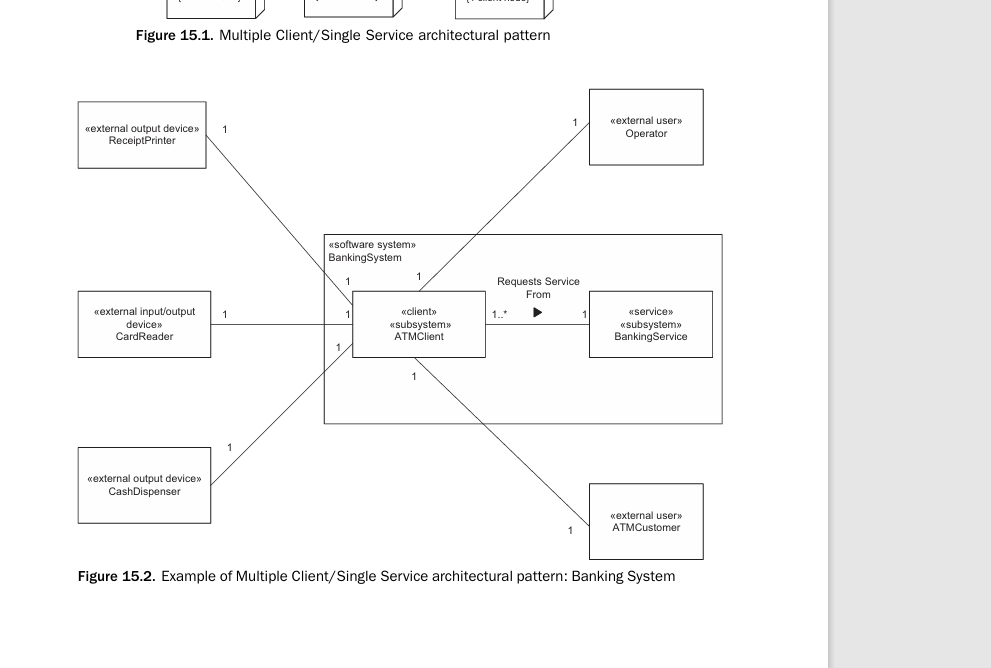 Figure 15.1. Multiple Client/Single Service architectural pattern
«external output device»
ReceiptPrinter
1
1
«external user»
Operator
«software system»
BankingSystem
1
1
Requests Service
From
«external input/output
device»
CardReader
1
1
«client»
«subsystem»
ATMClient
1..*
1
«service»
«subsystem»
BankingService
1
1
1
«external output device»
CashDispenser
«external user»
ATMCustomer
1
Figure 15.2. Example of Multiple Client/Single Service architectural pattern: Banking System